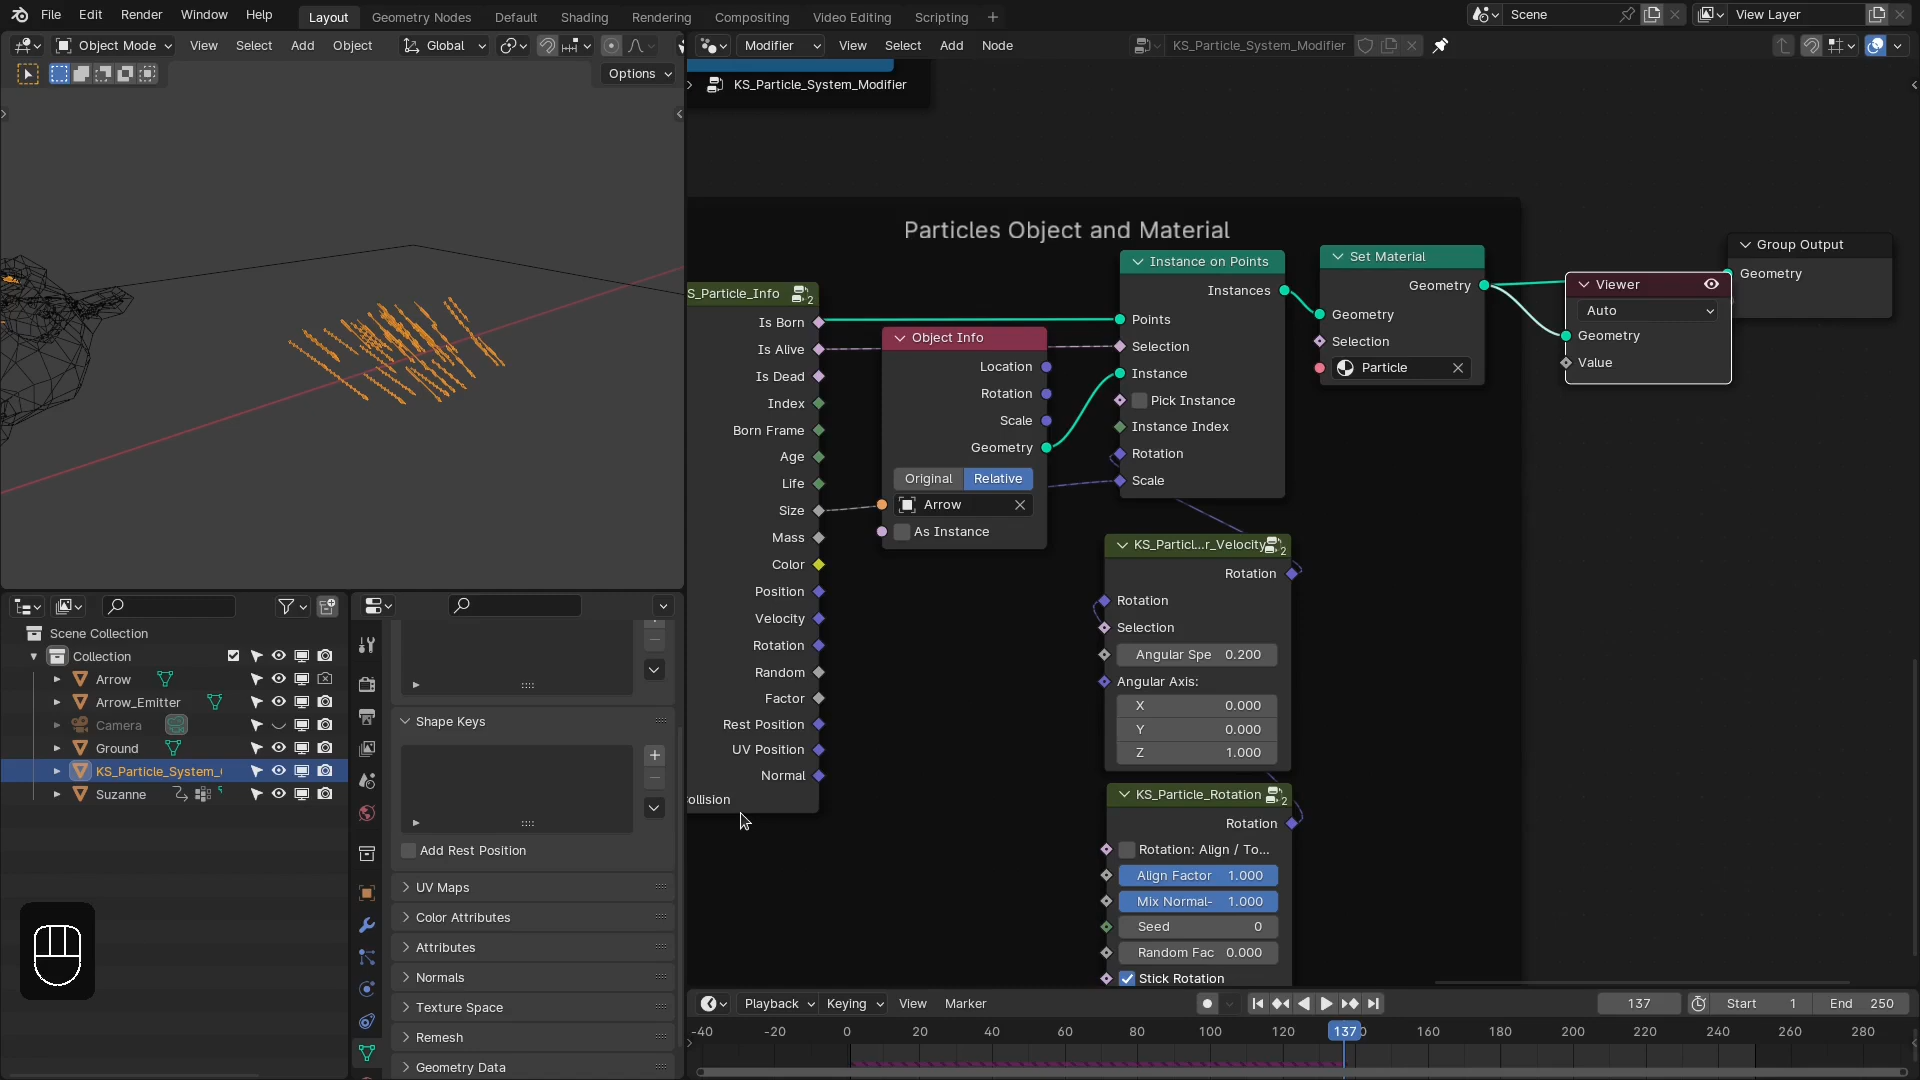 File Edit Render Window Help
Layout Geometry Nodes Default Shading Rendering Compositing Video Editing Scripting +
Scene
View Layer
Object Mode View Select Add Object Global
Modifier View Select Add Node KS_Particle_System_Modifier
Options
KS_Particle_System_Modifier
Particles Object and Material
S_Particle_Info 2
Is Born
Is Alive
Is Dead
Index
Born Frame
Age
Life
Size
Mass
Color
Position
Velocity
Rotation
Random
Factor
Rest Position
UV Position
Normal
ollision
Object Info
Location
Rotation
Scale
Geometry
Original Relative
Arrow
As Instance
Instance on Points
Instances
Points
Selection
Instance
Pick Instance
Instance Index
Rotation
Scale
Set Material
Geometry
Geometry
Selection
Particle
Viewer
Auto
Geometry
Value
Group Output
Geometry
KS_Particl...r_Velocity 2
Rotation
Rotation
Selection
Angular Spe 0.200
Angular Axis:
X 0.000
Y 0.000
Z 1.000
KS_Particle_Rotation 2
Rotation
Rotation: Align / To...
Align Factor 1.000
Mix Normal- 1.000
Seed 0
Random Fac 0.000
Stick Rotation
Scene Collection
Collection
Arrow
Arrow_Emitter
Camera
Ground
KS_Particle_System_
Suzanne
Shape Keys
Add Rest Position
UV Maps
Color Attributes
Attributes
Normals
Texture Space
Remesh
Geometry Data
Playback Keying View Marker
137 Start 1 End 250
-40 -20 0 20 40 60 80 100 120 137 160 180 200 220 240 260 280